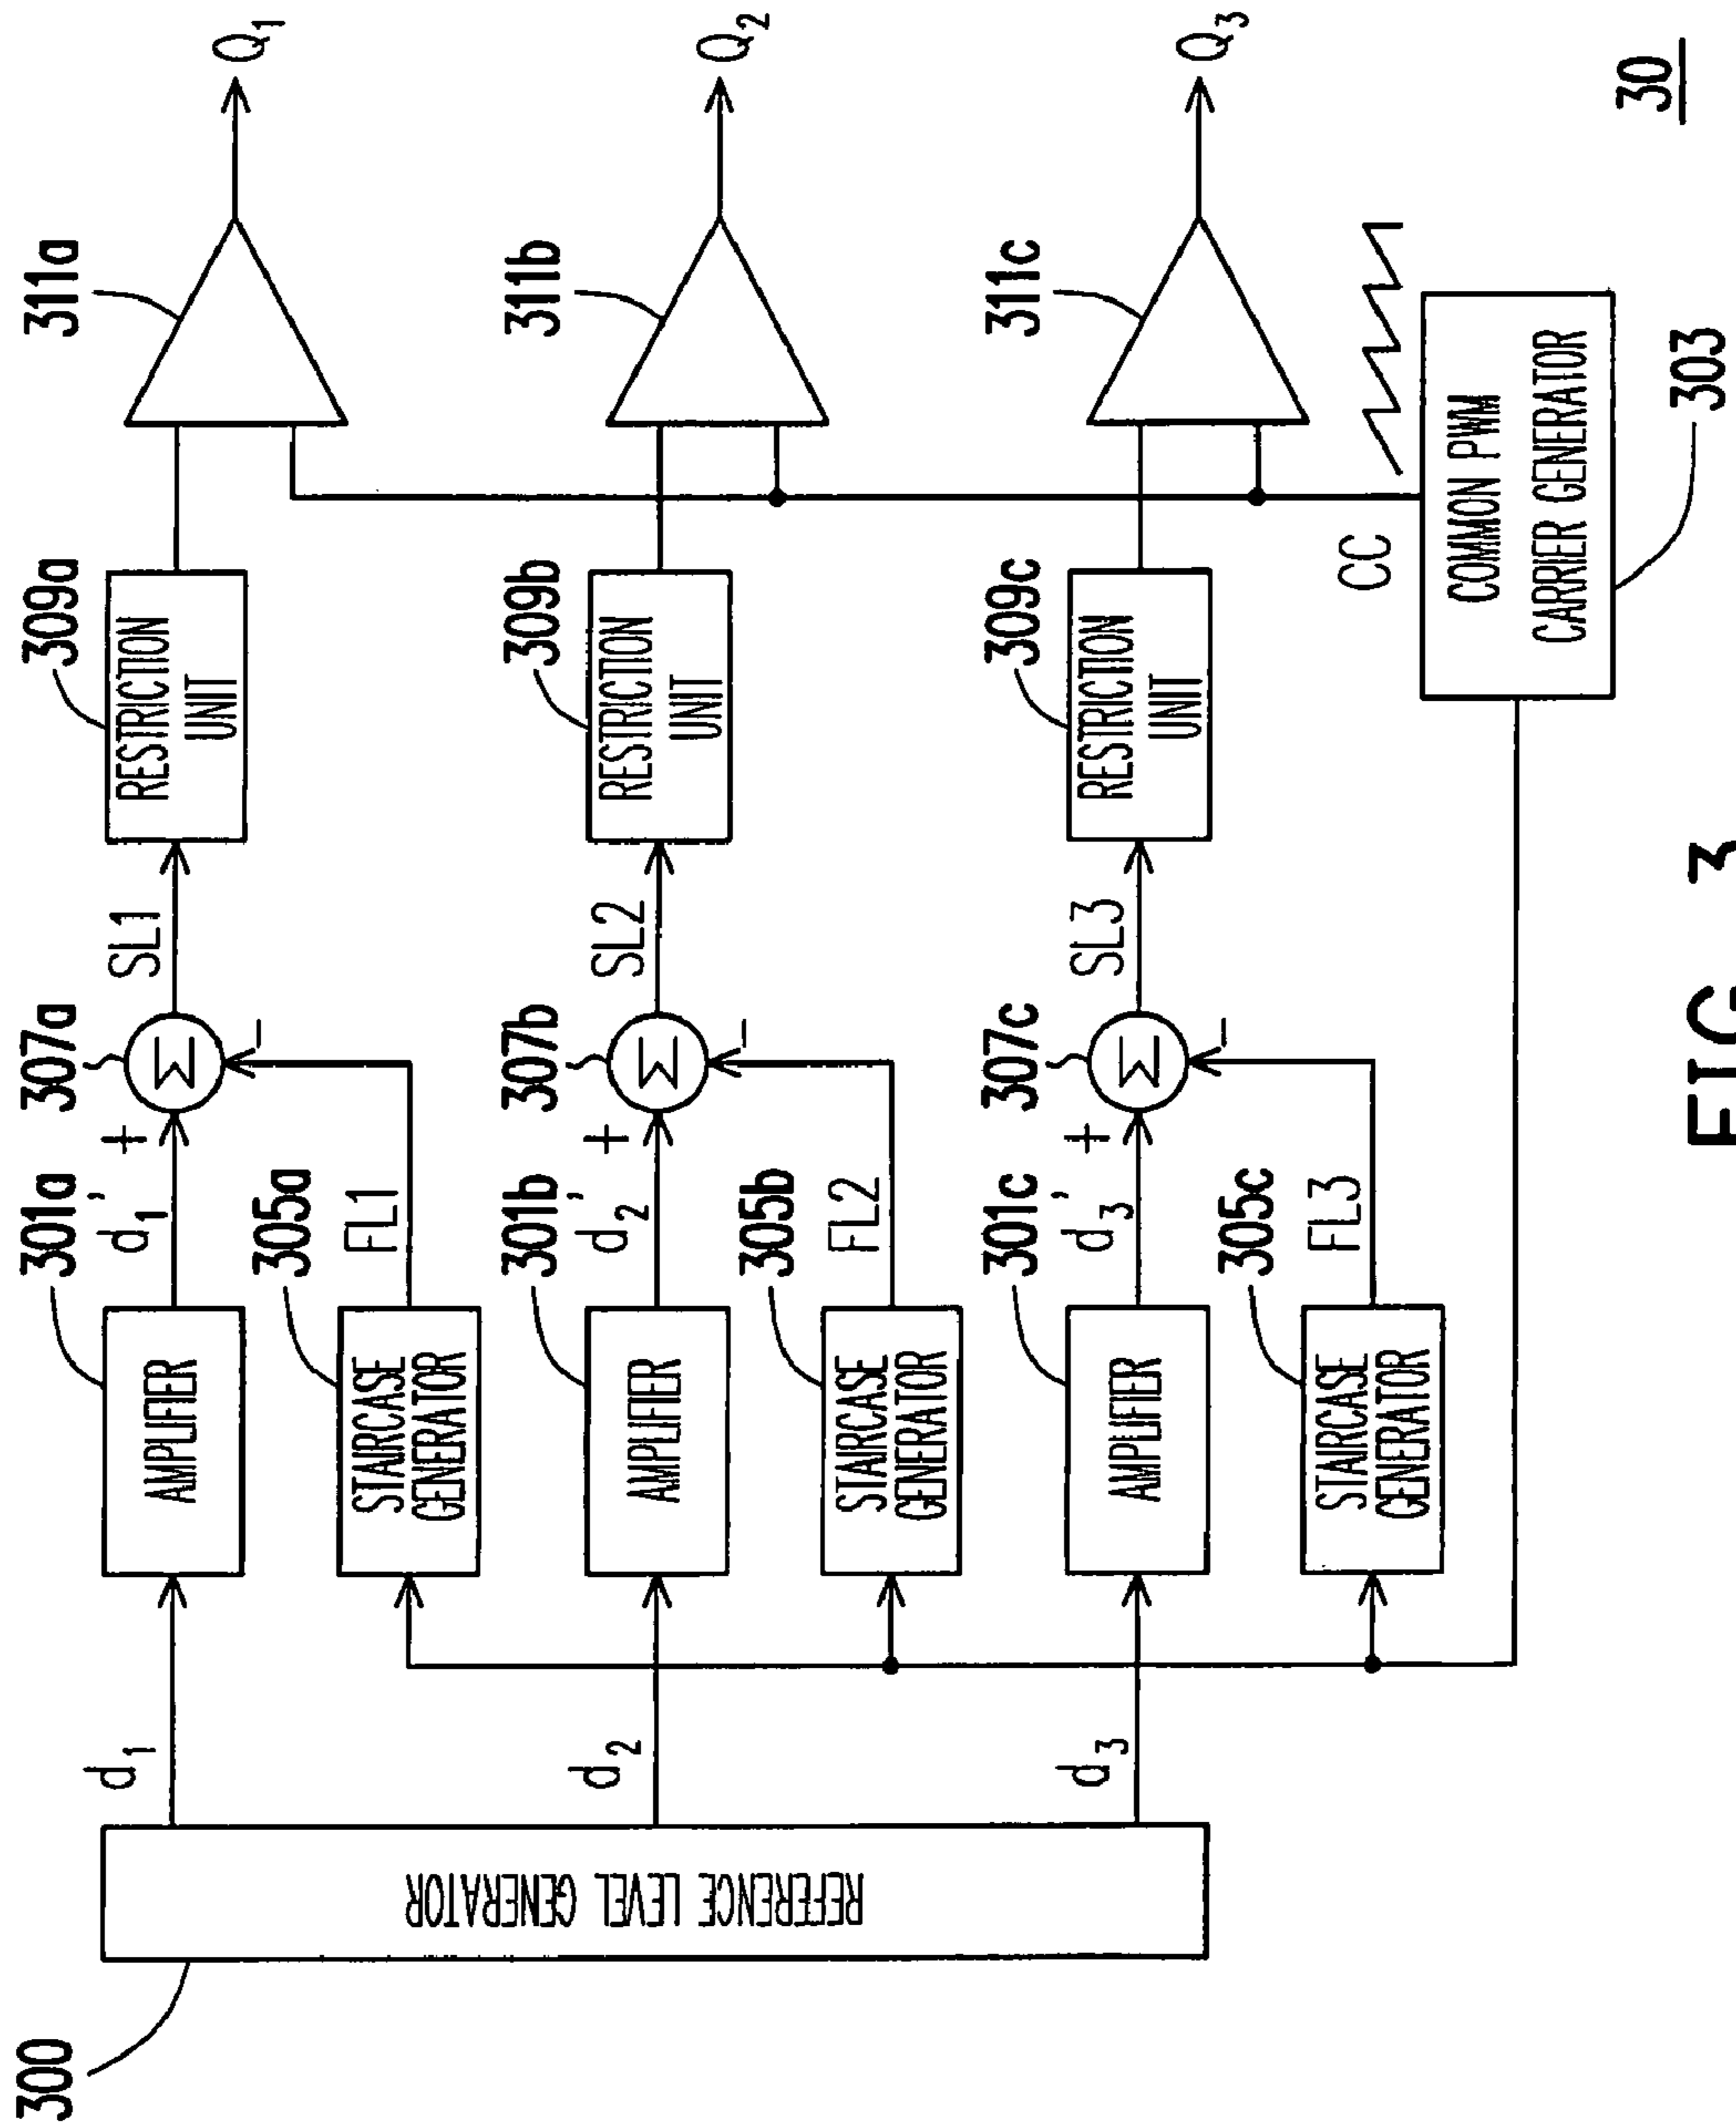 300
REFERENCE LEVEL GENERATOR
d1
d2
d3
301a
AMPLIFIER
d1'
+
307a
Σ
-
SL1
309a
RESTRICTION
UNIT
311a
Q1
305a
STAIRCASE
GENERATOR
FL1
301b
AMPLIFIER
d2'
+
307b
Σ
-
SL2
309b
RESTRICTION
UNIT
311b
Q2
305b
STAIRCASE
GENERATOR
FL2
301c
AMPLIFIER
d3'
+
307c
Σ
-
SL3
309c
RESTRICTION
UNIT
311c
Q3
305c
STAIRCASE
GENERATOR
FL3
CC
COMMON PWM
CARRIER GENERATOR
303
30
FIG. 3